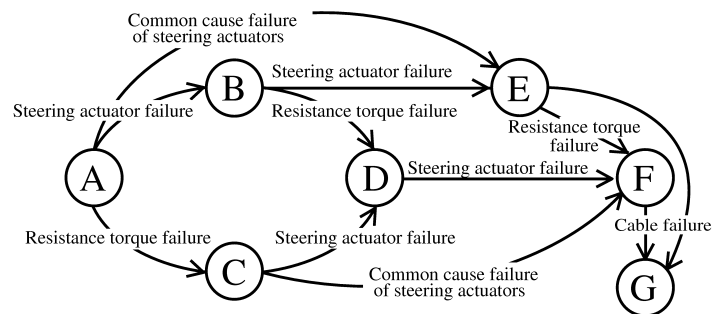 Common cause failure
of steering actuators
Steering actuator failure
B
E
Steering actuator failure
Resistance torque failure
Resistance torque
failure
A
D
Steering actuator failure
F
Resistance torque failure
Steering actuator failure
Cable failure
C
Common cause failure
of steering actuators
G